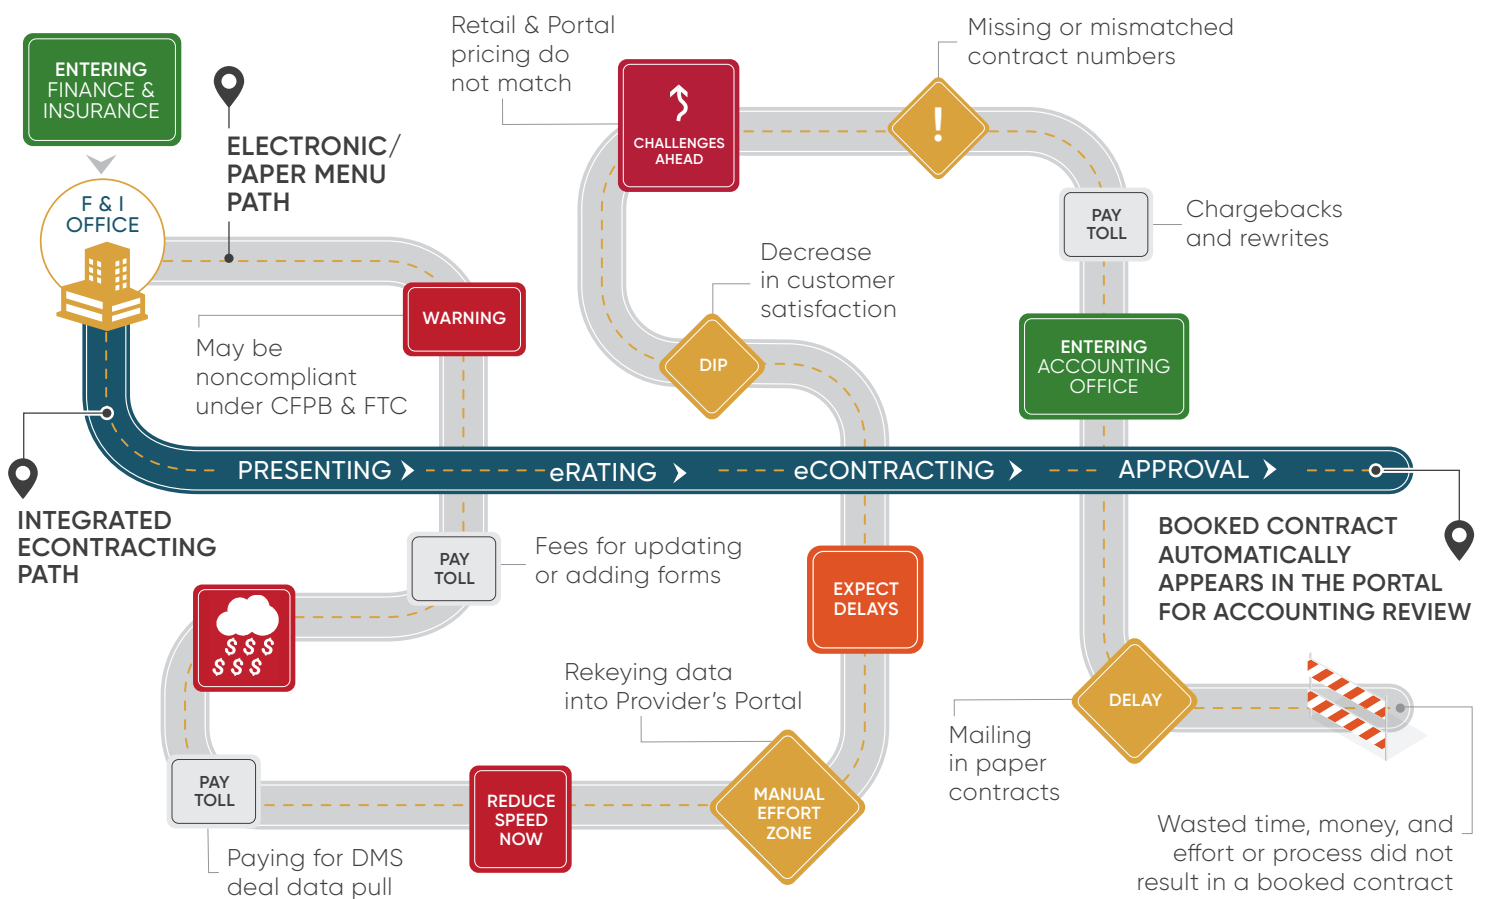 ENTERING
FINANCE &
INSURANCE
F & I
OFFICE
ELECTRONIC/
PAPER MENU
PATH
WARNING
May be
noncompliant
under CFPB & FTC
Retail & Portal
pricing do
not match
CHALLENGES
AHEAD
Missing or mismatched
contract numbers
!
PAY
TOLL
Chargebacks
and rewrites
Decrease
in customer
satisfaction
DIP
ENTERING
ACCOUNTING
OFFICE
PRESENTING
eRATING
eCONTRACTING
APPROVAL
INTEGRATED
ECONTRACTING
PATH
BOOKED CONTRACT
AUTOMATICALLY
APPEARS IN THE PORTAL
FOR ACCOUNTING REVIEW
PAY
TOLL
Fees for updating
or adding forms
$ $ $
$ $ $
EXPECT
DELAYS
Rekeying data
into Provider’s Portal
PAY
TOLL
Paying for DMS
deal data pull
REDUCE
SPEED
NOW
MANUAL
EFFORT
ZONE
DELAY
Mailing
in paper
contracts
Wasted time, money, and
effort or process did not
result in a booked contract